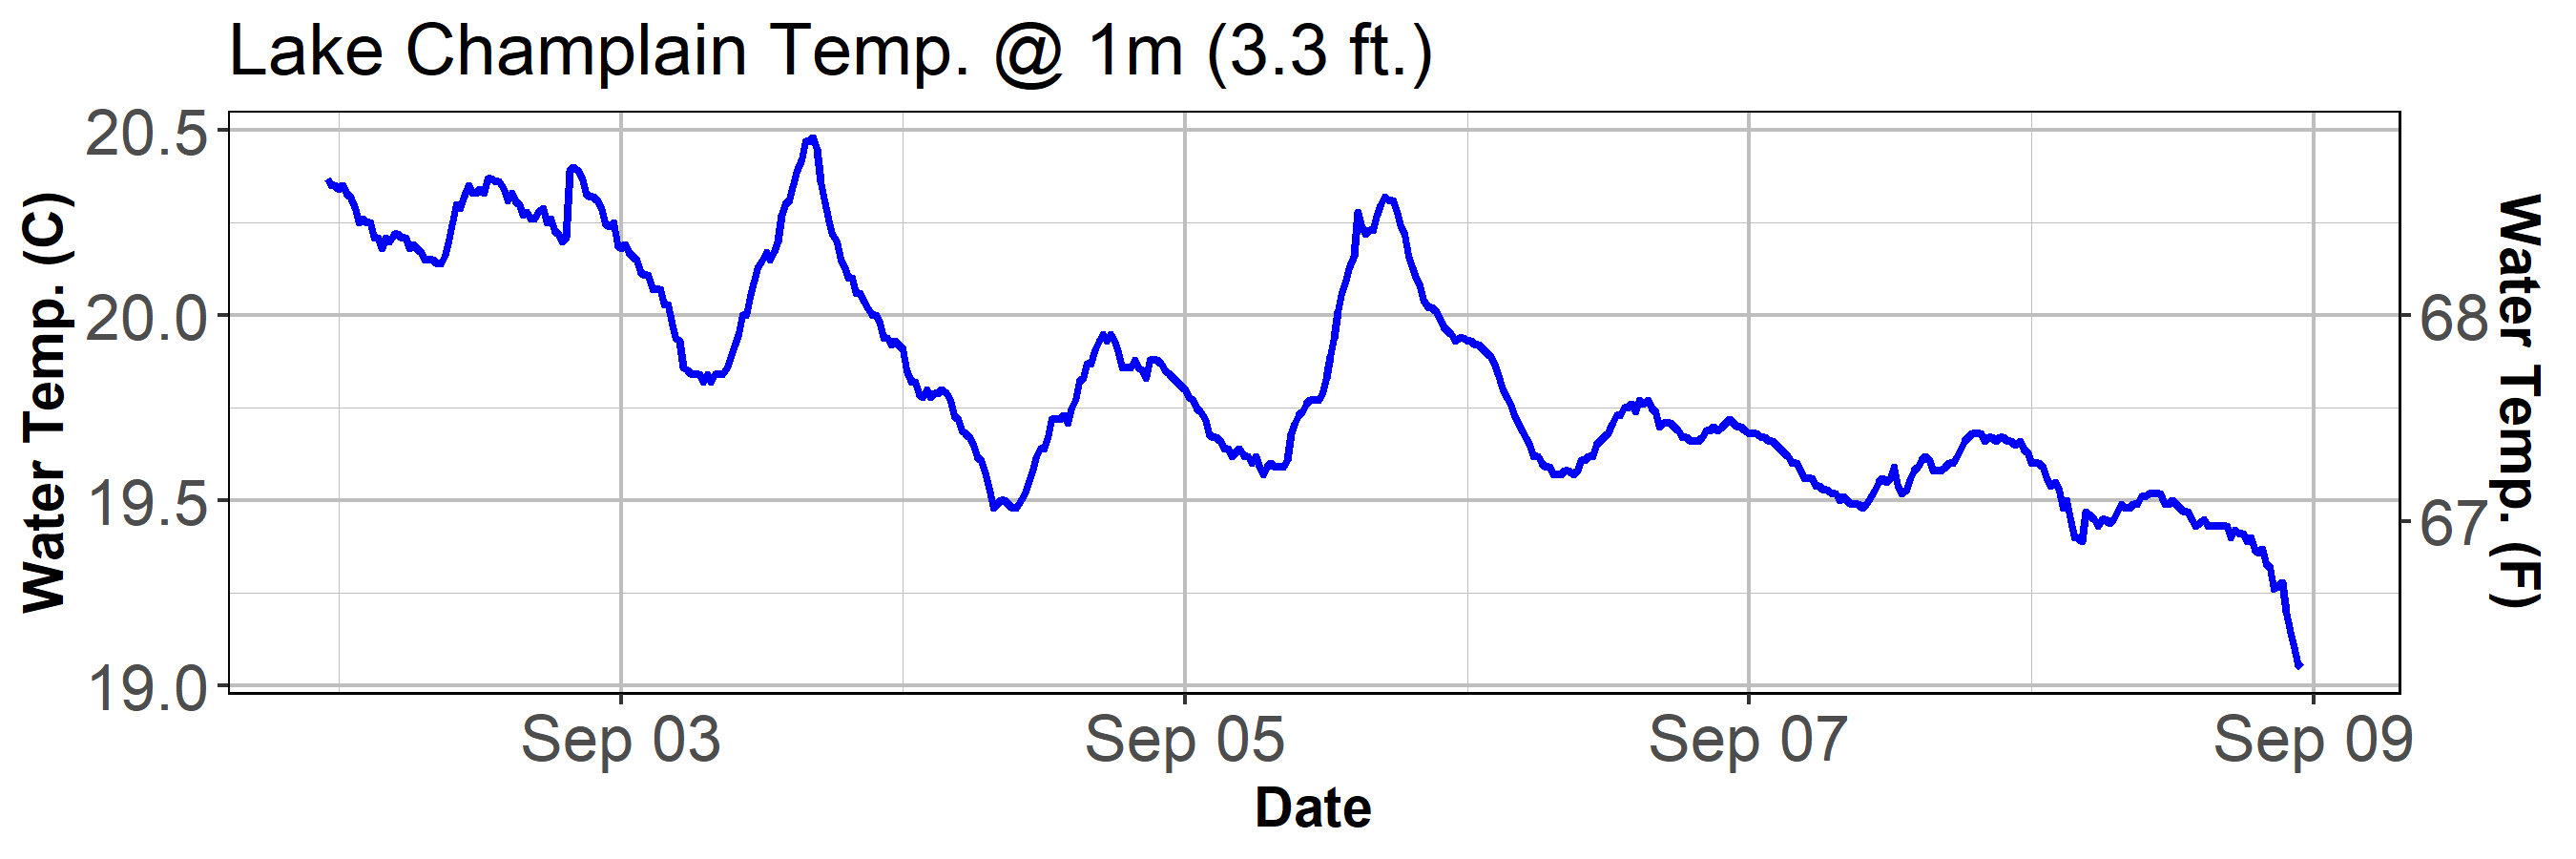 Lake Champlain Temp. @ 1m (3.3 ft.)
Water Temp. (C)
20.5
20.0
19.5
19.0
68
67
Water Temp. (F)
Sep 03
Sep 05
Sep 07
Sep 09
Date